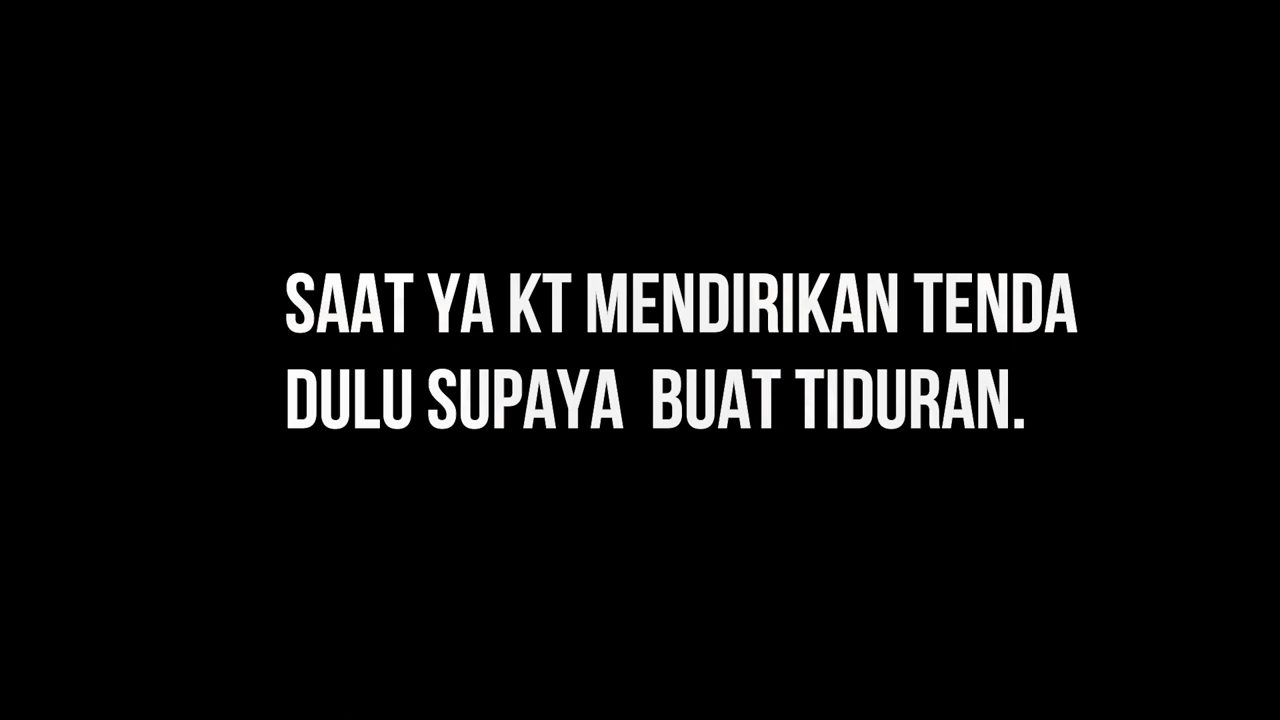 SAAT YA KT MENDIRIKAN TENDA
DULU SUPAYA  BUAT TIDURAN.